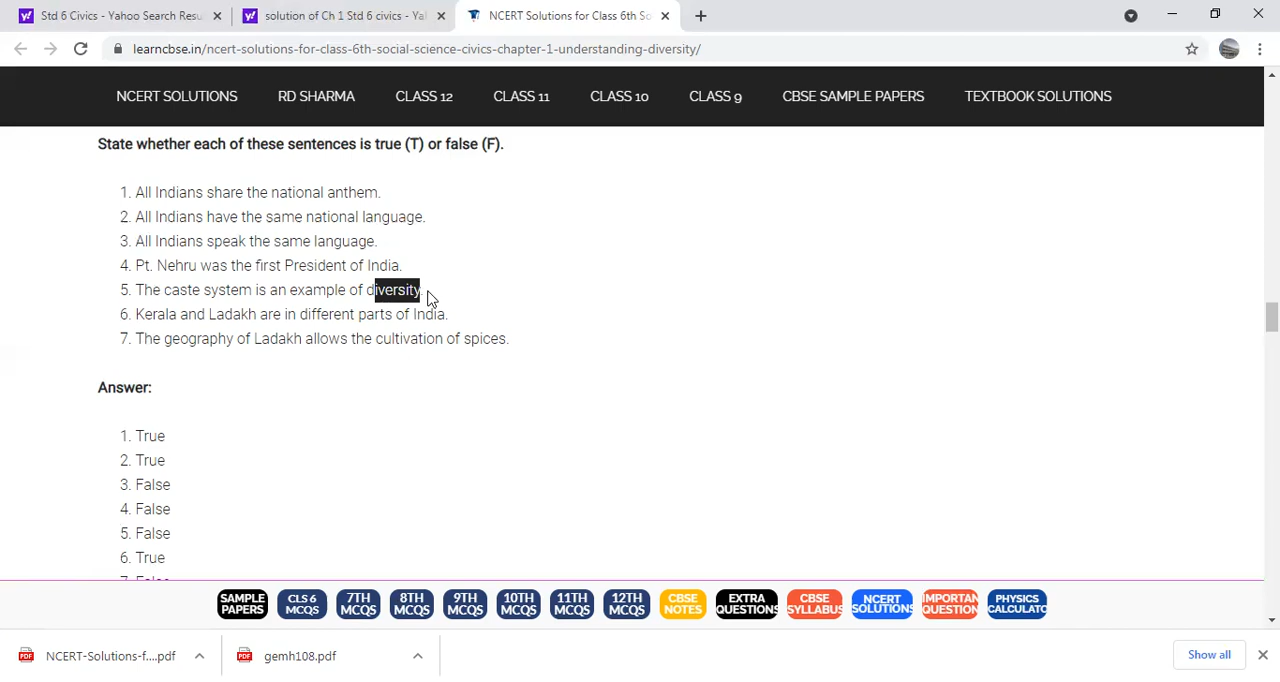 Std 6 Civics - Yahoo Search Resu
solution of Ch 1 Std 6 civics - Ya
NCERT Solutions for Class 6th So
learncbse.in/ncert-solutions-for-class-6th-social-science-civics-chapter-1-understanding-diversity/
NCERT SOLUTIONS RD SHARMA CLASS 12 CLASS 11 CLASS 10 CLASS 9 CBSE SAMPLE PAPERS TEXTBOOK SOLUTIONS
State whether each of these sentences is true (T) or false (F).
1. All Indians share the national anthem.
2. All Indians have the same national language.
3. All Indians speak the same language.
4. Pt. Nehru was the first President of India.
5. The caste system is an example of diversity.
6. Kerala and Ladakh are in different parts of India.
7. The geography of Ladakh allows the cultivation of spices.
Answer:
1. True
2. True
3. False
4. False
5. False
6. True
7. False
SAMPLE PAPERS
CLS 6 MCQS
7TH MCQS
8TH MCQS
9TH MCQS
10TH MCQS
11TH MCQS
12TH MCQS
CBSE NOTES
EXTRA QUESTIONS
CBSE SYLLABUS
NCERT SOLUTIONS
IMPORTAN QUESTION
PHYSICS CALCULATO
NCERT-Solutions-f....pdf
gemh108.pdf
Show all